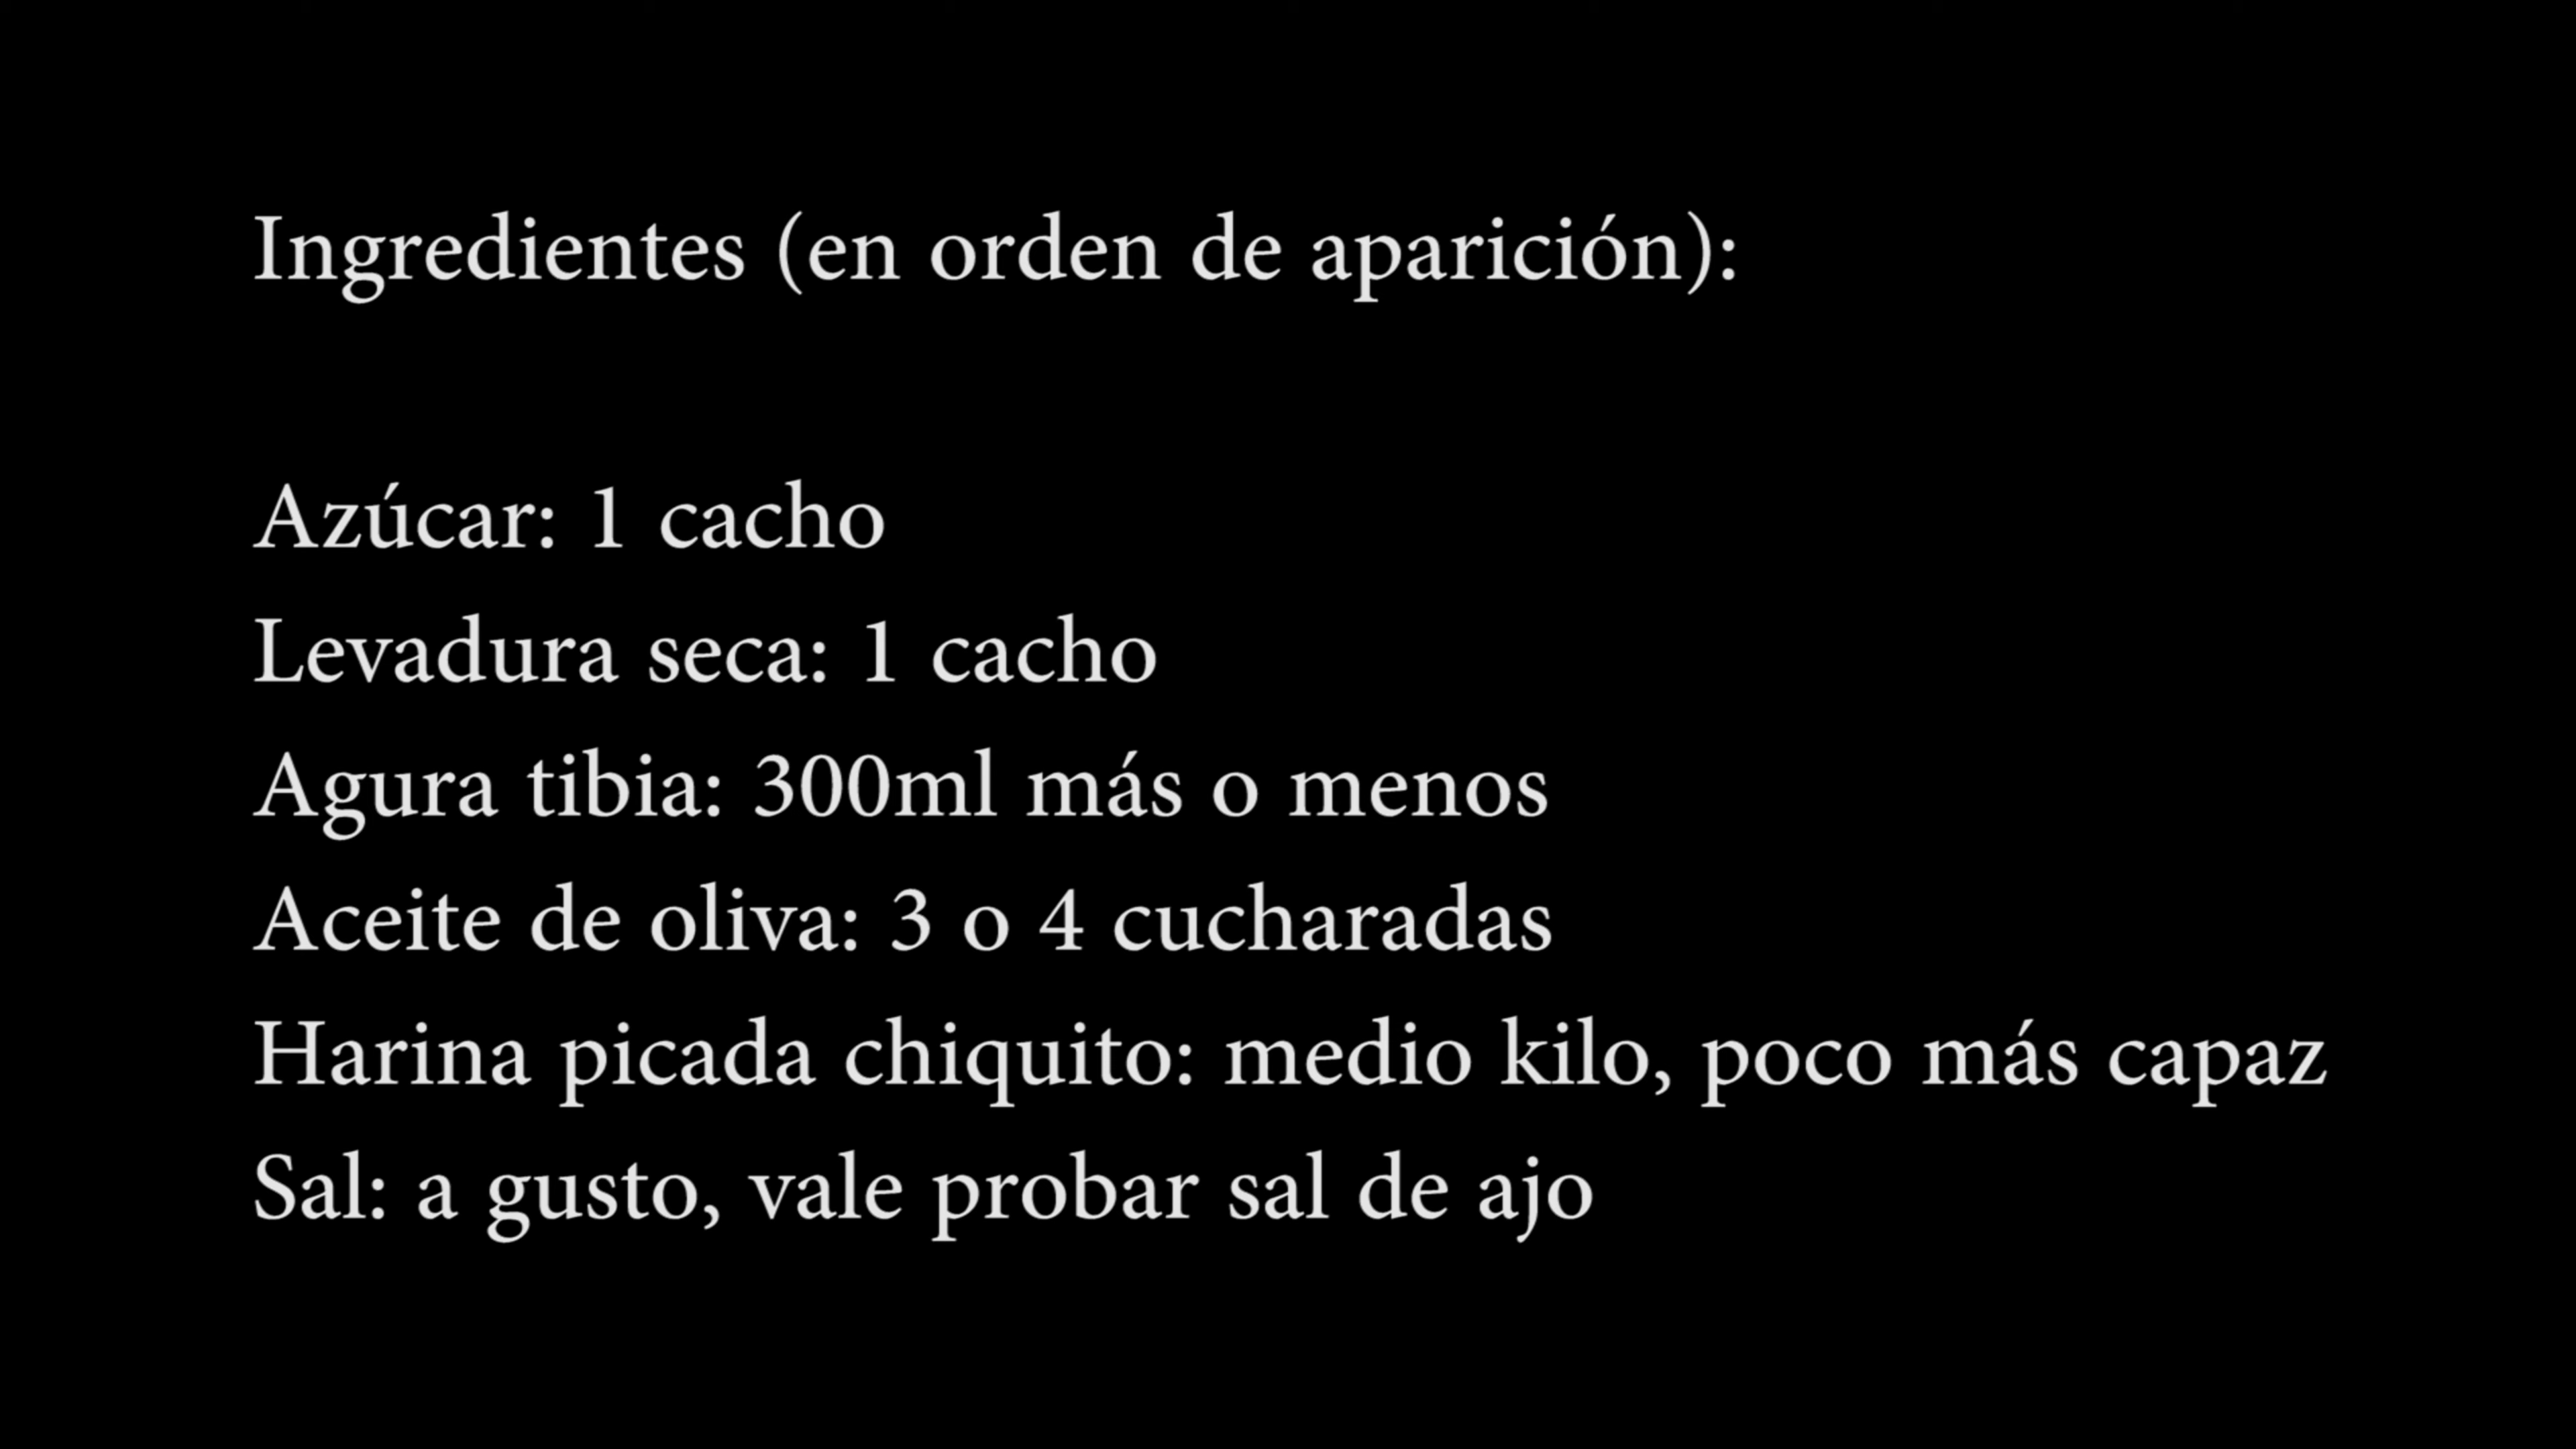 Ingredientes (en orden de aparición):
Azúcar: 1 cacho
Levadura seca: 1 cacho
Agura tibia: 300ml más o menos
Aceite de oliva: 3 o 4 cucharadas
Harina picada chiquito: medio kilo, poco más capaz
Sal: a gusto, vale probar sal de ajo